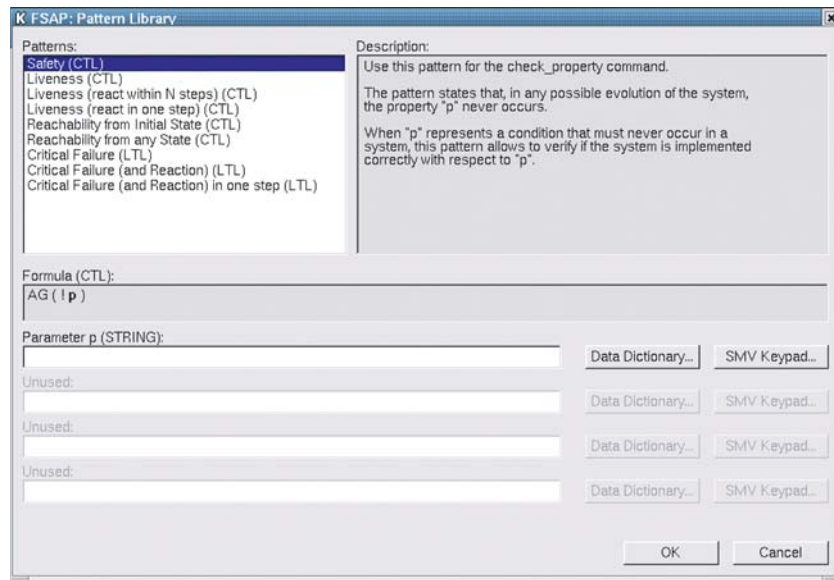 FSAP: Pattern Library
Patterns:
Safety (CTL)
Liveness (CTL)
Liveness (react within N steps) (CTL)
Liveness (react in one step) (CTL)
Reachability from Initial State (CTL)
Reachability from any State (CTL)
Critical Failure (LTL)
Critical Failure (and Reaction) (LTL)
Critical Failure (and Reaction) in one step (LTL)
Description:
Use this pattern for the check_property command.
The pattern states that, in any possible evolution of the system,
the property "p" never occurs.
When "p" represents a condition that must never occur in a
system, this pattern allows to verify if the system is implemented
correctly with respect to "p".
Formula (CTL):
AG ( ! p )
Parameter p (STRING):
Data Dictionary... SMV Keypad...
Unused:
Data Dictionary... SMV Keypad...
Unused:
Data Dictionary... SMV Keypad...
Unused:
Data Dictionary... SMV Keypad...
OK Cancel